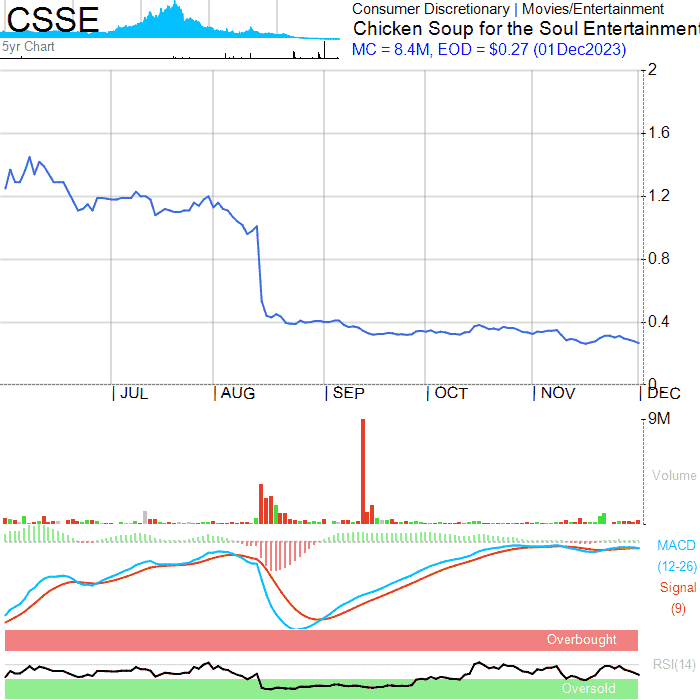 CSSE
5yr Chart
Consumer Discretionary | Movies/Entertainment
Chicken Soup for the Soul Entertainment
MC = 8.4M, EOD = $0.27 (01Dec2023)
2
1.6
1.2
0.8
0.4
0
| JUL | AUG | SEP | OCT | NOV | DEC
9M
Volume
MACD
(12-26)
Signal
(9)
Overbought
RSI(14)
Oversold